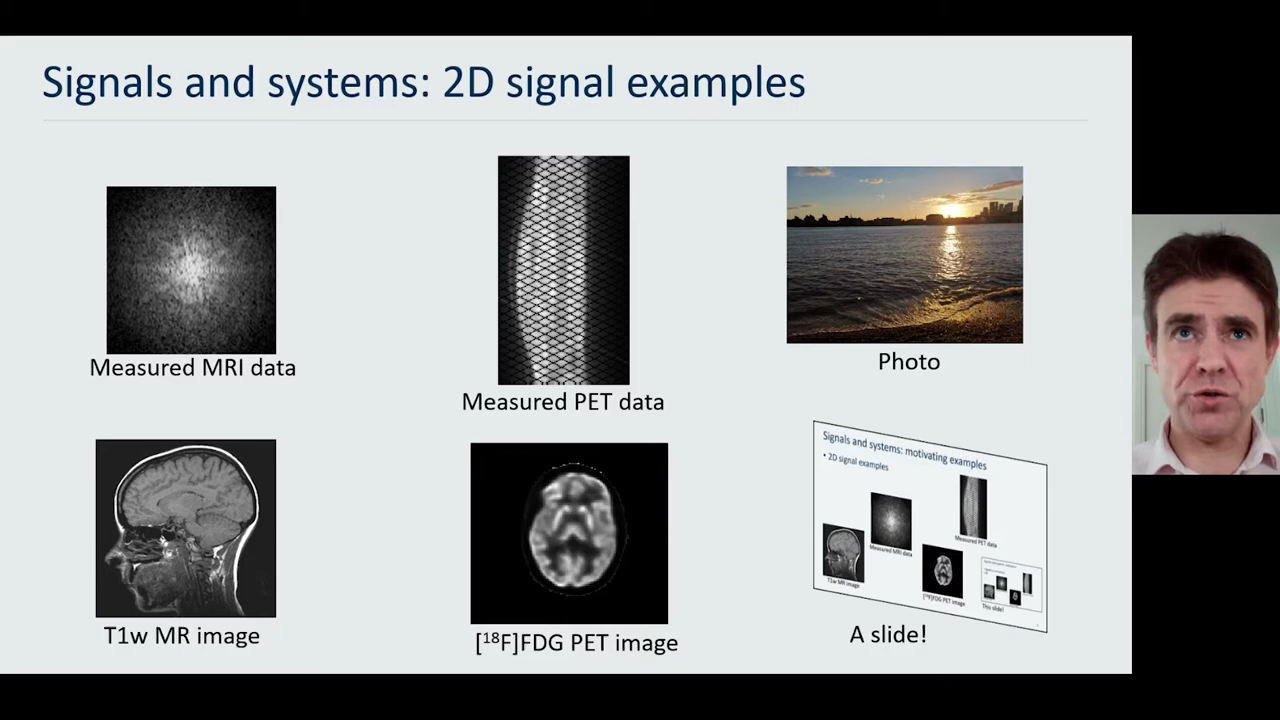 Signals and systems: 2D signal examples
Measured MRI data
Measured PET data
Photo
T1w MR image
[¹⁸F]FDG PET image
Signals and systems: motivating examples
• 2D signal examples
Measured PET data
Measured MRI data
T1w MR image
[¹⁸F]FDG PET image
This slide!
A slide!